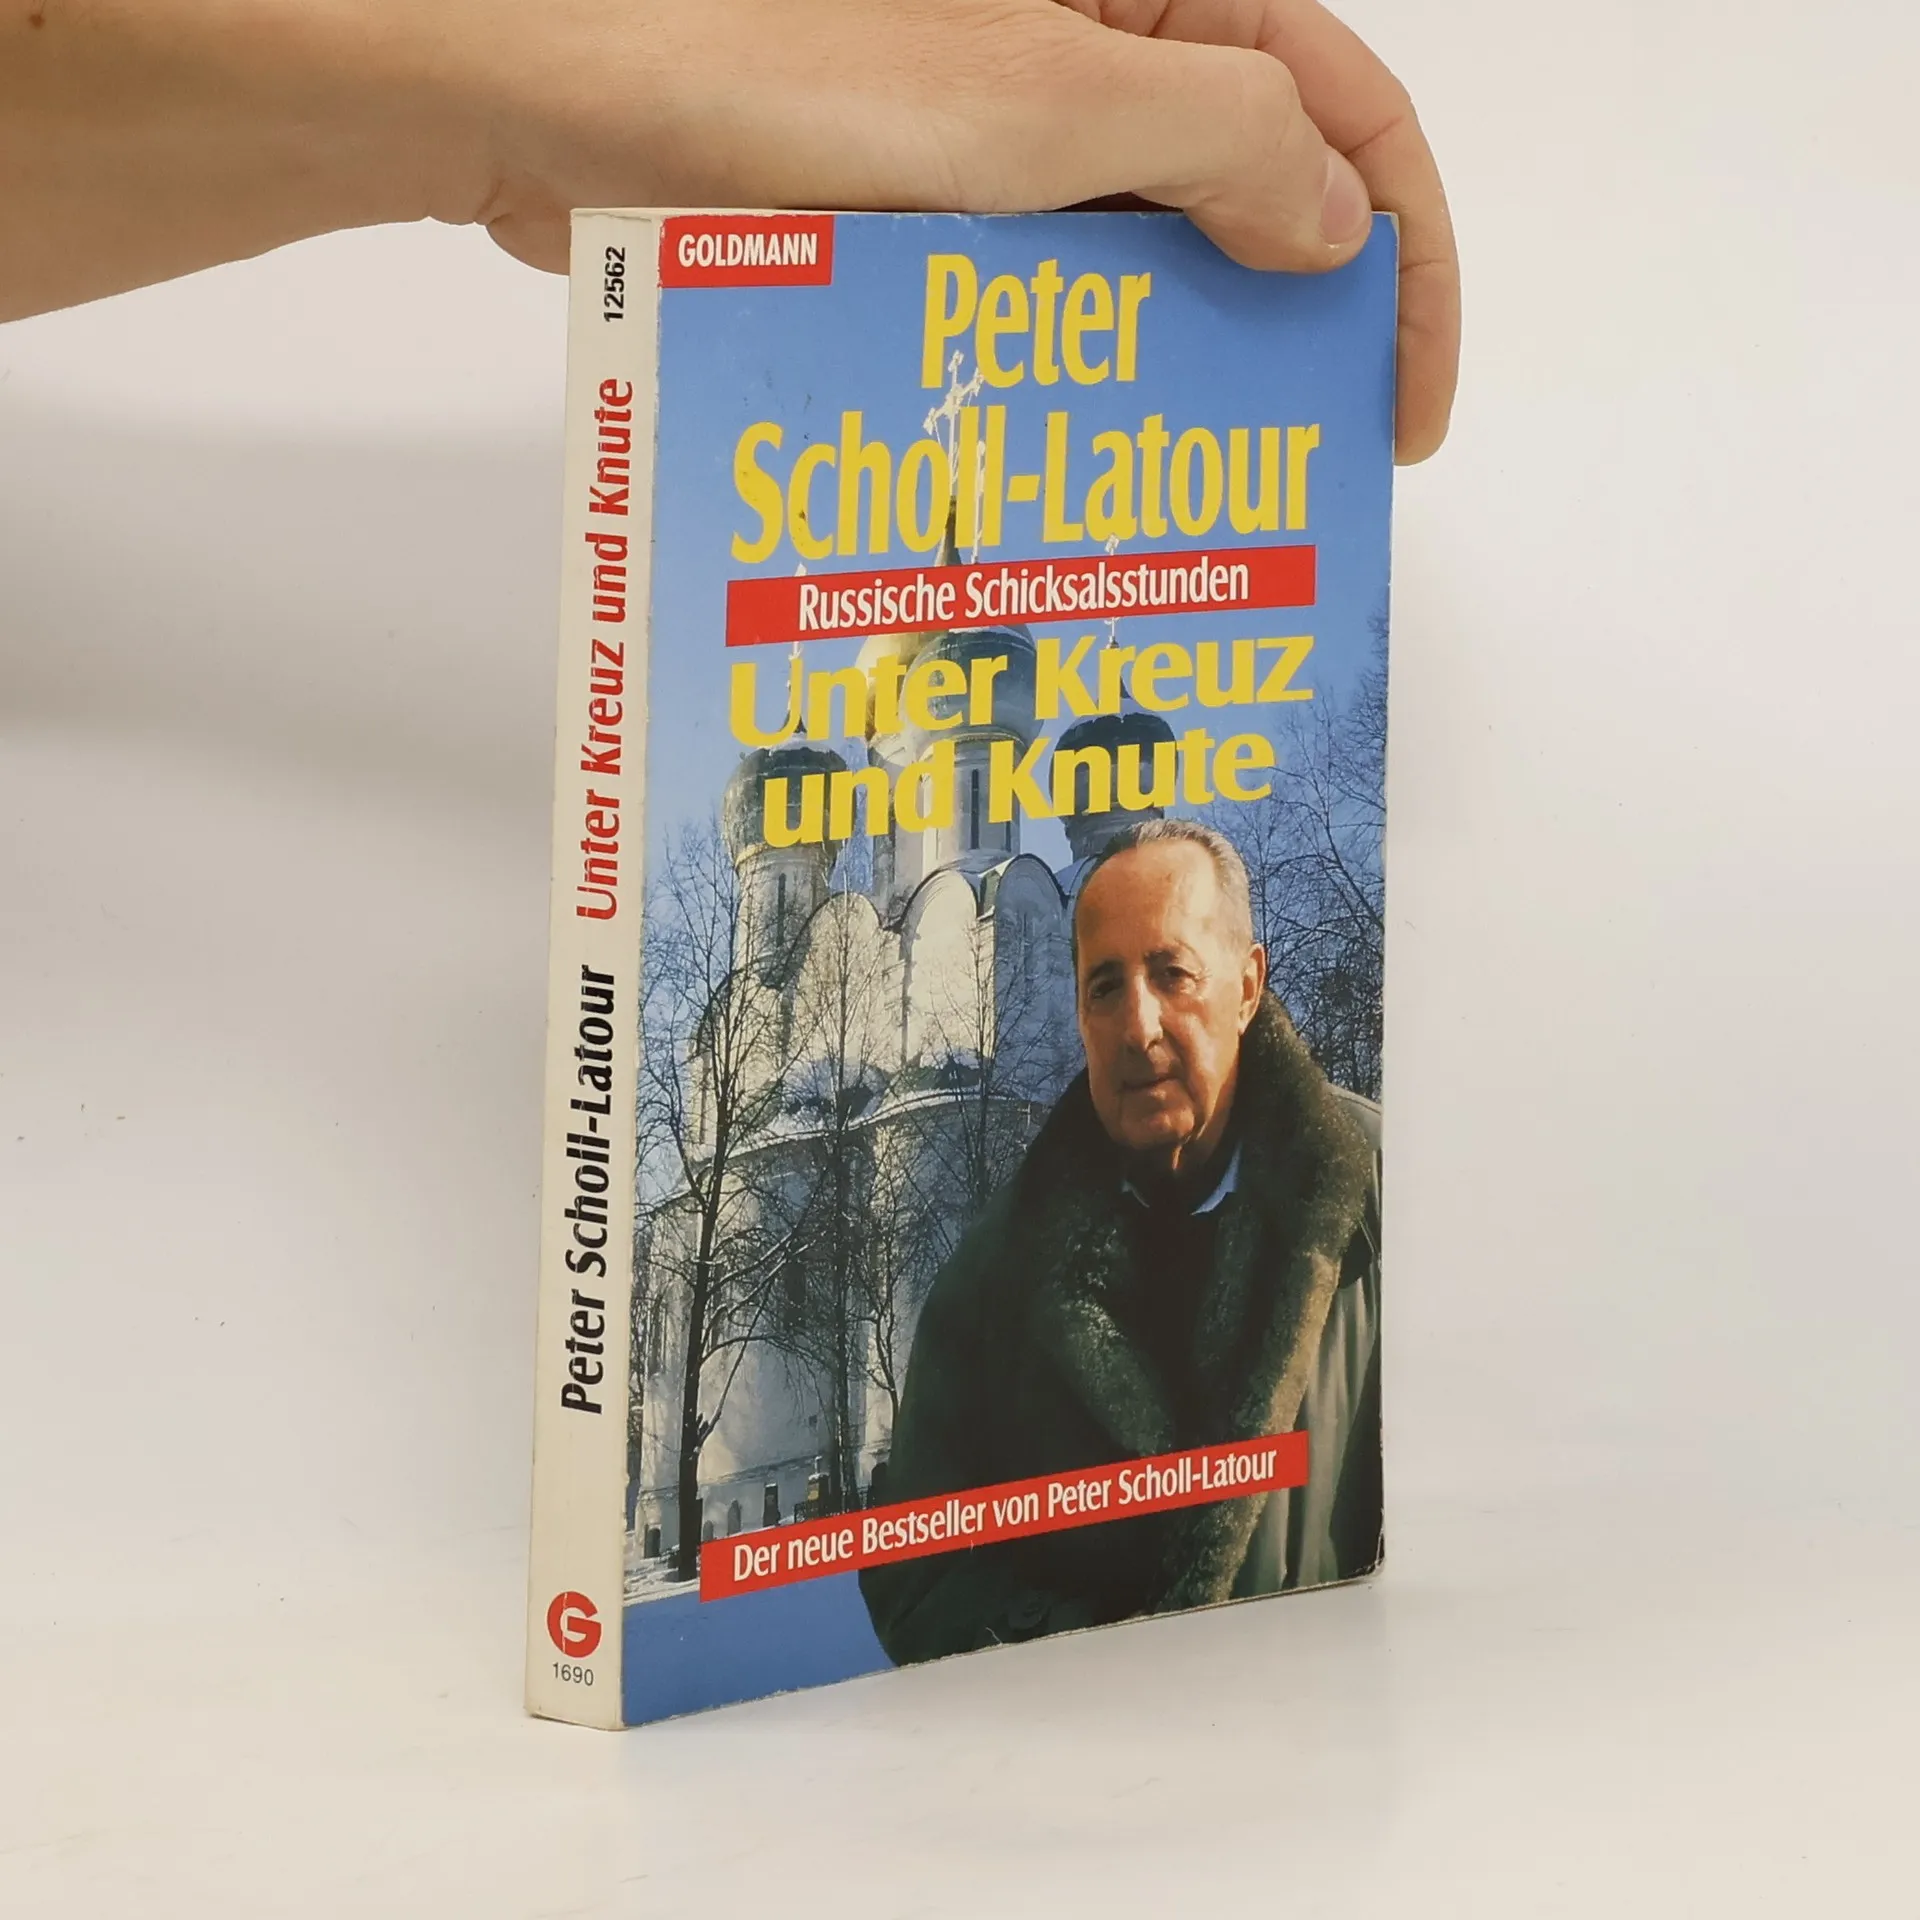 GOLDMANN
Peter
Scholl-Latour
Russische Schicksalsstunden
Unter Kreuz
und Knute
Der neue Bestseller von Peter Scholl-Latour
Peter Scholl-Latour Unter Kreuz und Knute 12562
G
1690